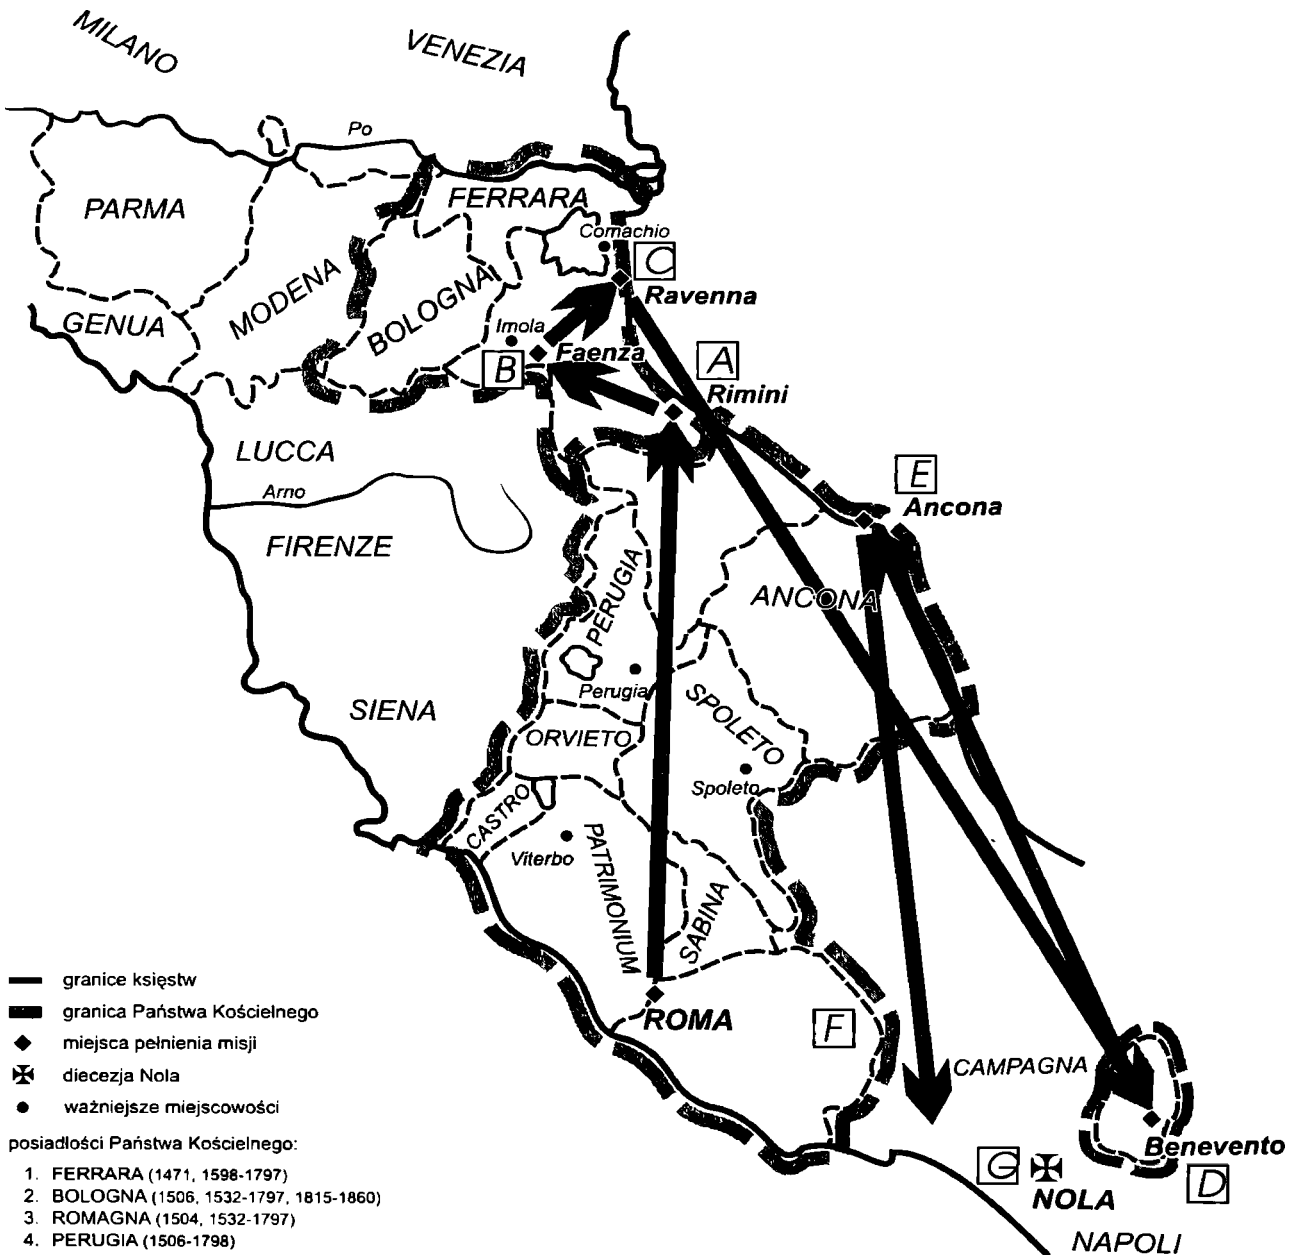 MILANO
VENEZIA
Po
PARMA
FERRARA
Comachio
C
Ravenna
GENUA
MODENA
BOLOGNA
Imola
B
Faenza
A
Rimini
LUCCA
Arno
E
Ancona
FIRENZE
PERUGIA
ANCONA
Perugia
SIENA
SPOLETO
ORVIETO
Spoleto
CASTRO
Viterbo
PATRIMONIUM
SABINA
ROMA
F
CAMPAGNA
Benevento
D
G
NOLA
NAPOLI
granice księstw
granica Państwa Kościelnego
miejsca pełnienia misji
diecezja Nola
ważniejsze miejscowości
posiadłości Państwa Kościelnego:
1. FERRARA (1471, 1598-1797)
2. BOLOGNA (1506, 1532-1797, 1815-1860)
3. ROMAGNA (1504, 1532-1797)
4. PERUGIA (1506-1798)